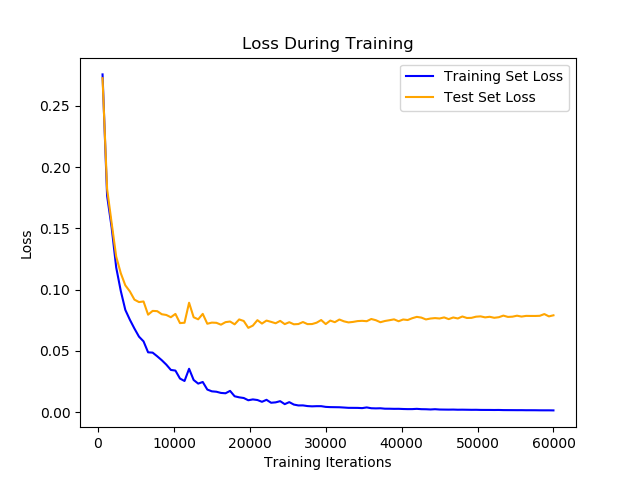 Loss During Training
Training Set Loss
Test Set Loss
Loss
0.25
0.20
0.15
0.10
0.05
0.00
0 10000 20000 30000 40000 50000 60000
Training Iterations